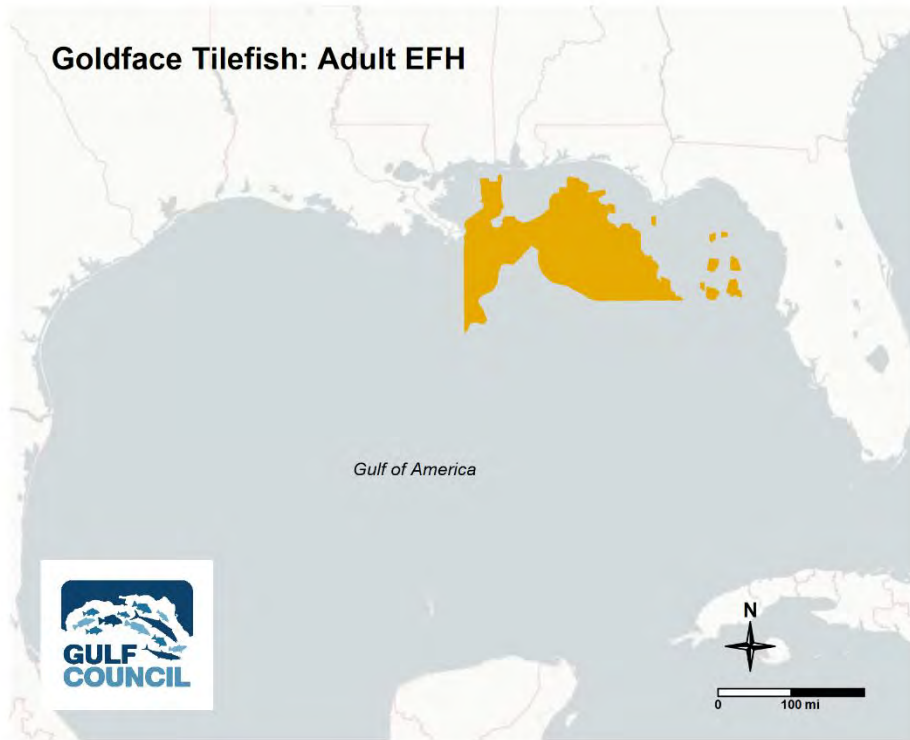 Goldface Tilefish: Adult EFH
Gulf of America
GULF
COUNCIL
N
0 100 mi